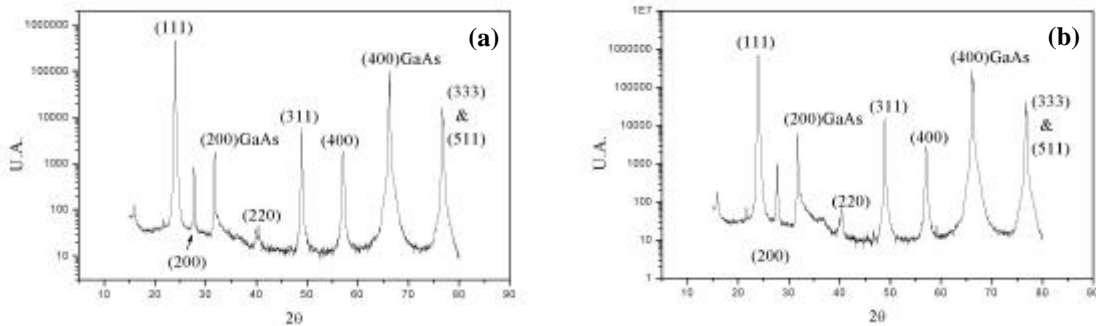 (a)
(111)
(400)GaAs
(333)
&
(511)
(311)
(200)GaAs
(400)
(220)
(200)
1000000
100000
10000
1000
100
10
U.A.
10 20 30 40 50 60 70 80 90
2θ
(b)
(111)
(400)GaAs
(333)
&
(511)
(311)
(200)GaAs
(400)
(220)
(200)
1E7
1000000
100000
10000
1000
100
10
1
U.A.
10 20 30 40 50 60 70 80 90
2θ